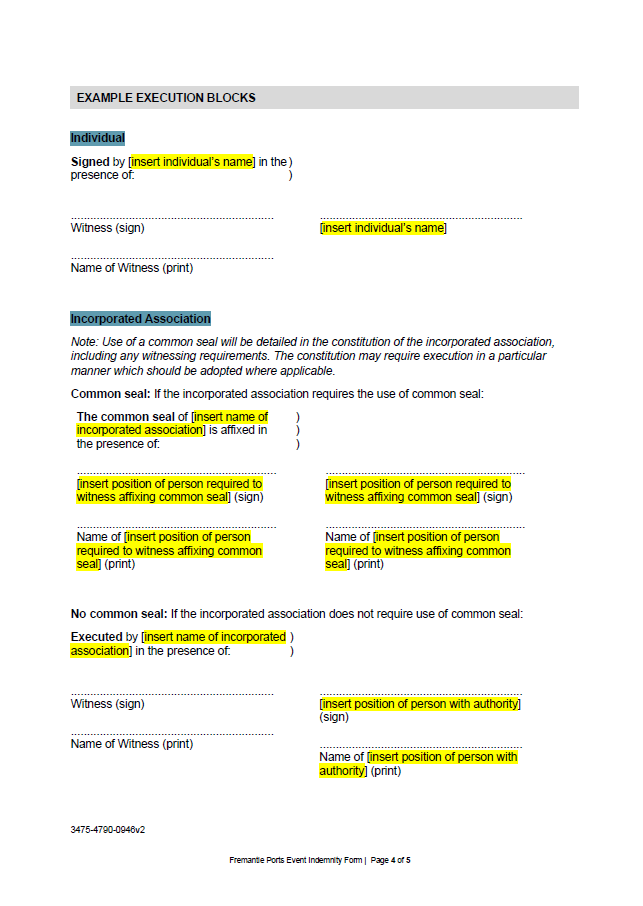 EXAMPLE EXECUTION BLOCKS
Individual
Signed by [insert individual's name] in the )
presence of: )
Witness (sign)
[insert individual's name]
Name of Witness (print)
Incorporated Association
Note: Use of a common seal will be detailed in the constitution of the incorporated association,
including any witnessing requirements. The constitution may require execution in a particular
manner which should be adopted where applicable.
Common seal: If the incorporated association requires the use of common seal:
The common seal of [insert name of )
incorporated association] is affixed in )
the presence of: )
[insert position of person required to
witness affixing common seal] (sign)
[insert position of person required to
witness affixing common seal] (sign)
Name of [insert position of person
required to witness affixing common
seal] (print)
Name of [insert position of person
required to witness affixing common
seal] (print)
No common seal: If the incorporated association does not require use of common seal:
Executed by [insert name of incorporated )
association] in the presence of: )
Witness (sign)
[insert position of person with authority]
(sign)
Name of Witness (print)
Name of [insert position of person with
authority] (print)
3475-4790-0946v2
Fremantle Ports Event Indemnity Form | Page 4 of 5